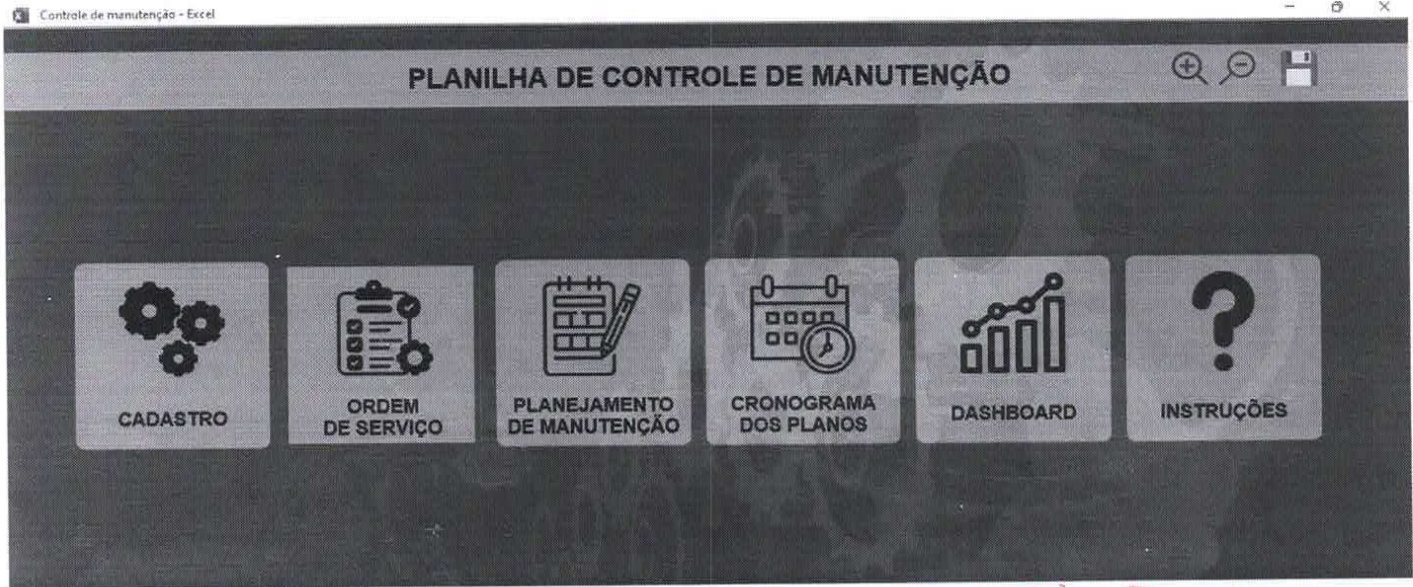 Controle de manutenção - Excel
PLANILHA DE CONTROLE DE MANUTENÇÃO
CADASTRO
ORDEM
DE SERVIÇO
PLANEJAMENTO
DE MANUTENÇÃO
CRONOGRAMA
DOS PLANOS
DASHBOARD
INSTRUÇÕES